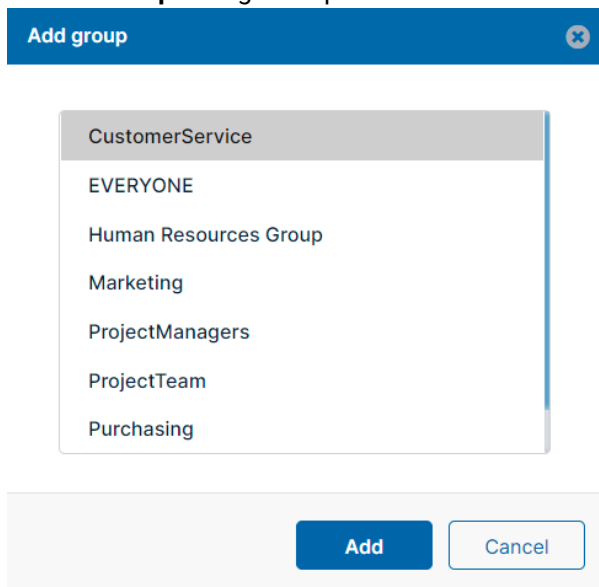 Add group
CustomerService
EVERYONE
Human Resources Group
Marketing
ProjectManagers
ProjectTeam
Purchasing
Add
Cancel